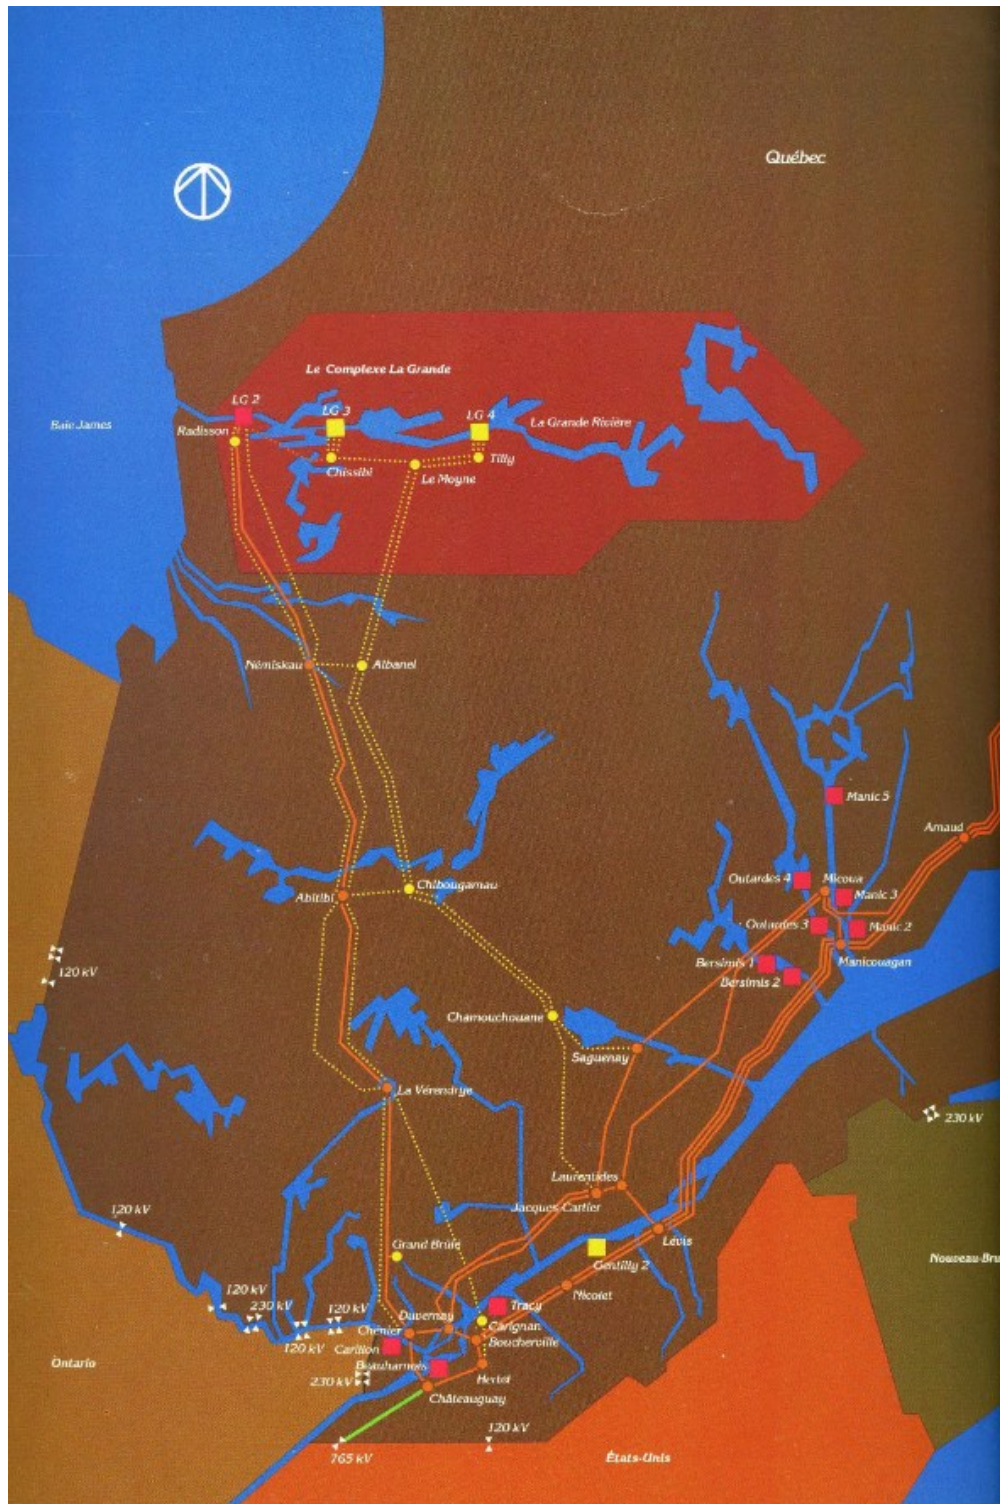 Québec
Le Complexe La Grande
LG 2
LG 3
LG 4
La Grande Rivière
Baie James
Radisson
Chissibi
Tilly
Le Moyne
Némiskau
Albanel
Manic 5
Arnaud
Outardes 4
Micoua
Manic 3
Chibougamau
Abitibi
Outardes 3
Manic 2
Manicouagan
Bersimis 1
Bersimis 2
120 kV
Chamouchouane
Saguenay
La Vérendrye
230 kV
Laurentides
Jacques-Cartier
120 kV
Lévis
Grand Brûlé
Gentilly 2
Nouveau-Bru
Nicolet
120 kV
230 kV
120 kV
Tracy
Duvernay
Carignan
Chénier
Boucherville
120 kV
Carillon
Ontario
Beauharnois
230 kV
Hertel
Châteauguay
120 kV
765 kV
États-Unis